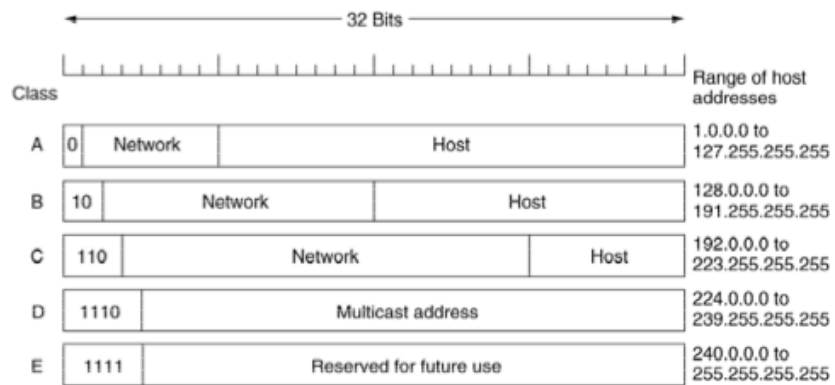 32 Bits
Class
Range of host
addresses
A 0 Network Host 1.0.0.0 to
127.255.255.255
B 10 Network Host 128.0.0.0 to
191.255.255.255
C 110 Network Host 192.0.0.0 to
223.255.255.255
D 1110 Multicast address 224.0.0.0 to
239.255.255.255
E 1111 Reserved for future use 240.0.0.0 to
255.255.255.255